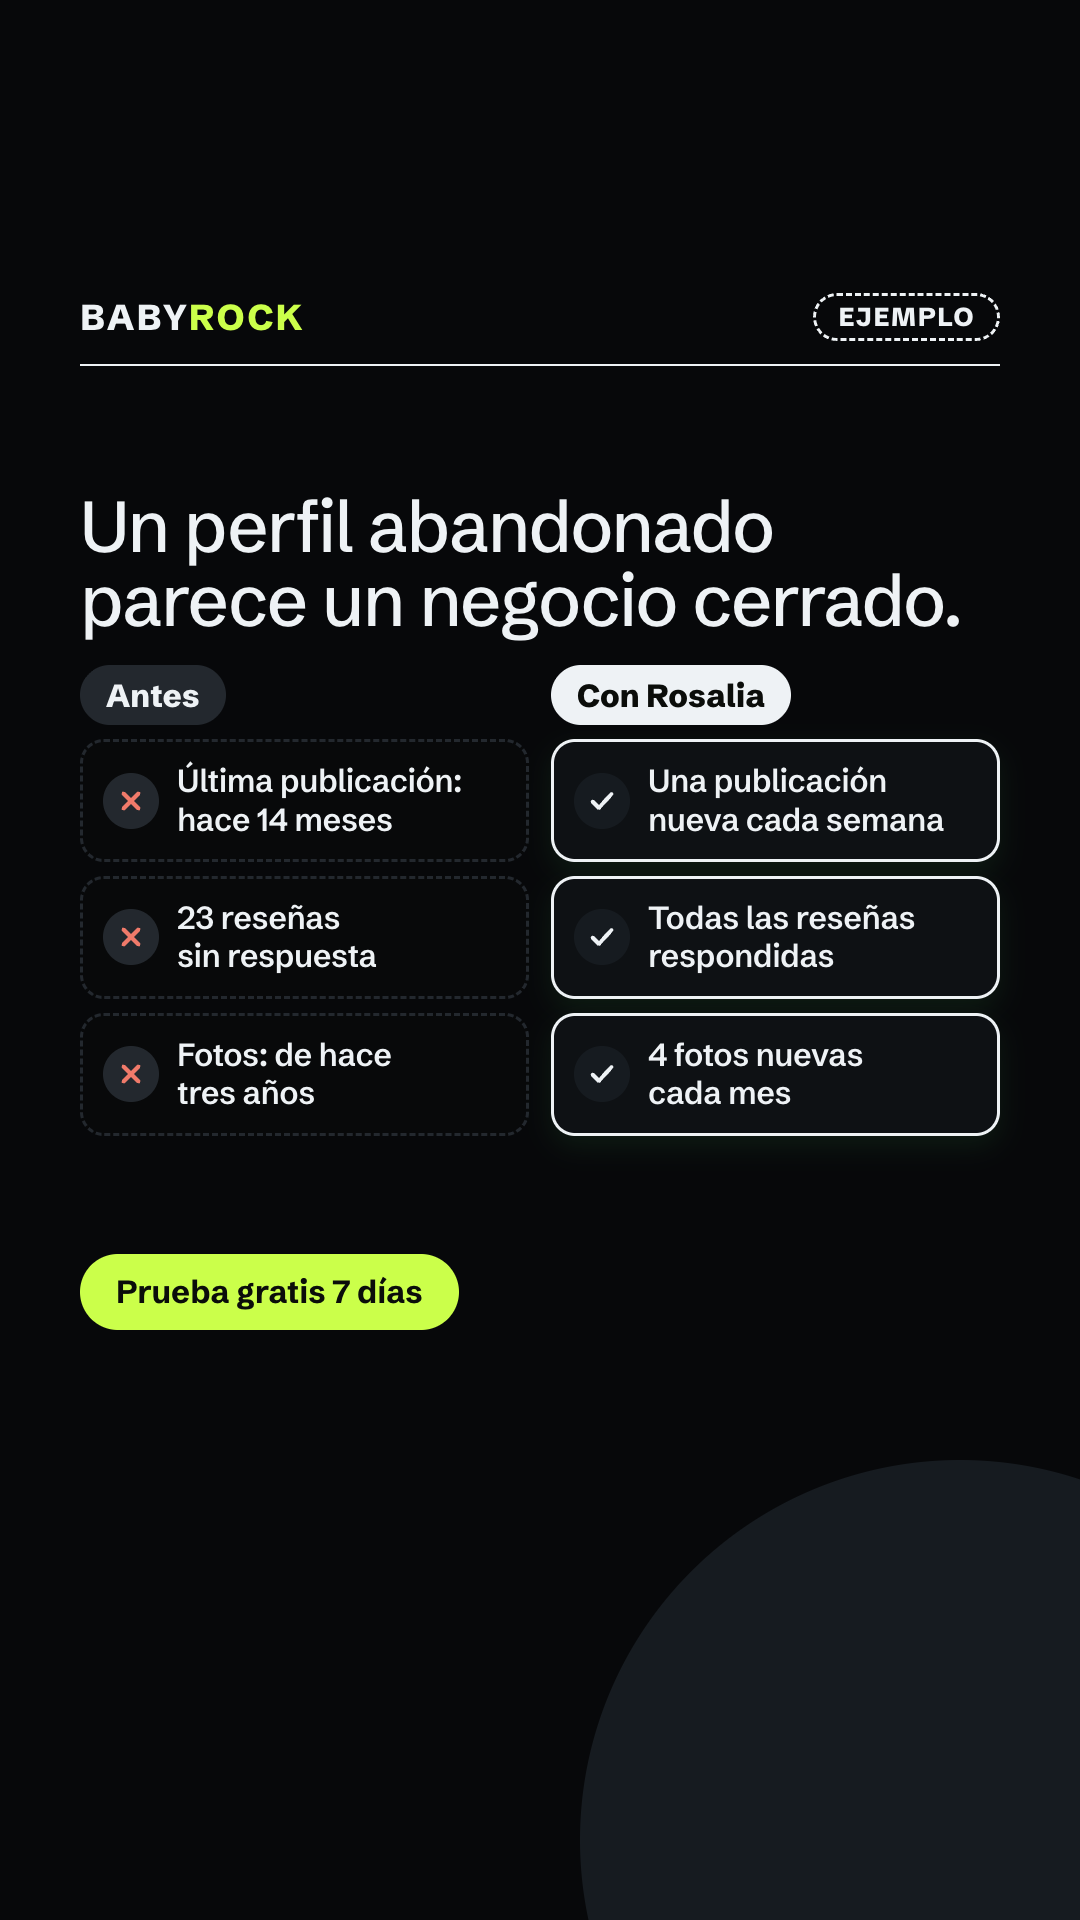 BABYROCK
EJEMPLO
Un perfil abandonado
parece un negocio cerrado.
Antes
Última publicación:
hace 14 meses
23 reseñas
sin respuesta
Fotos: de hace
tres años
Con Rosalia
Una publicación
nueva cada semana
Todas las reseñas
respondidas
4 fotos nuevas
cada mes
Prueba gratis 7 días